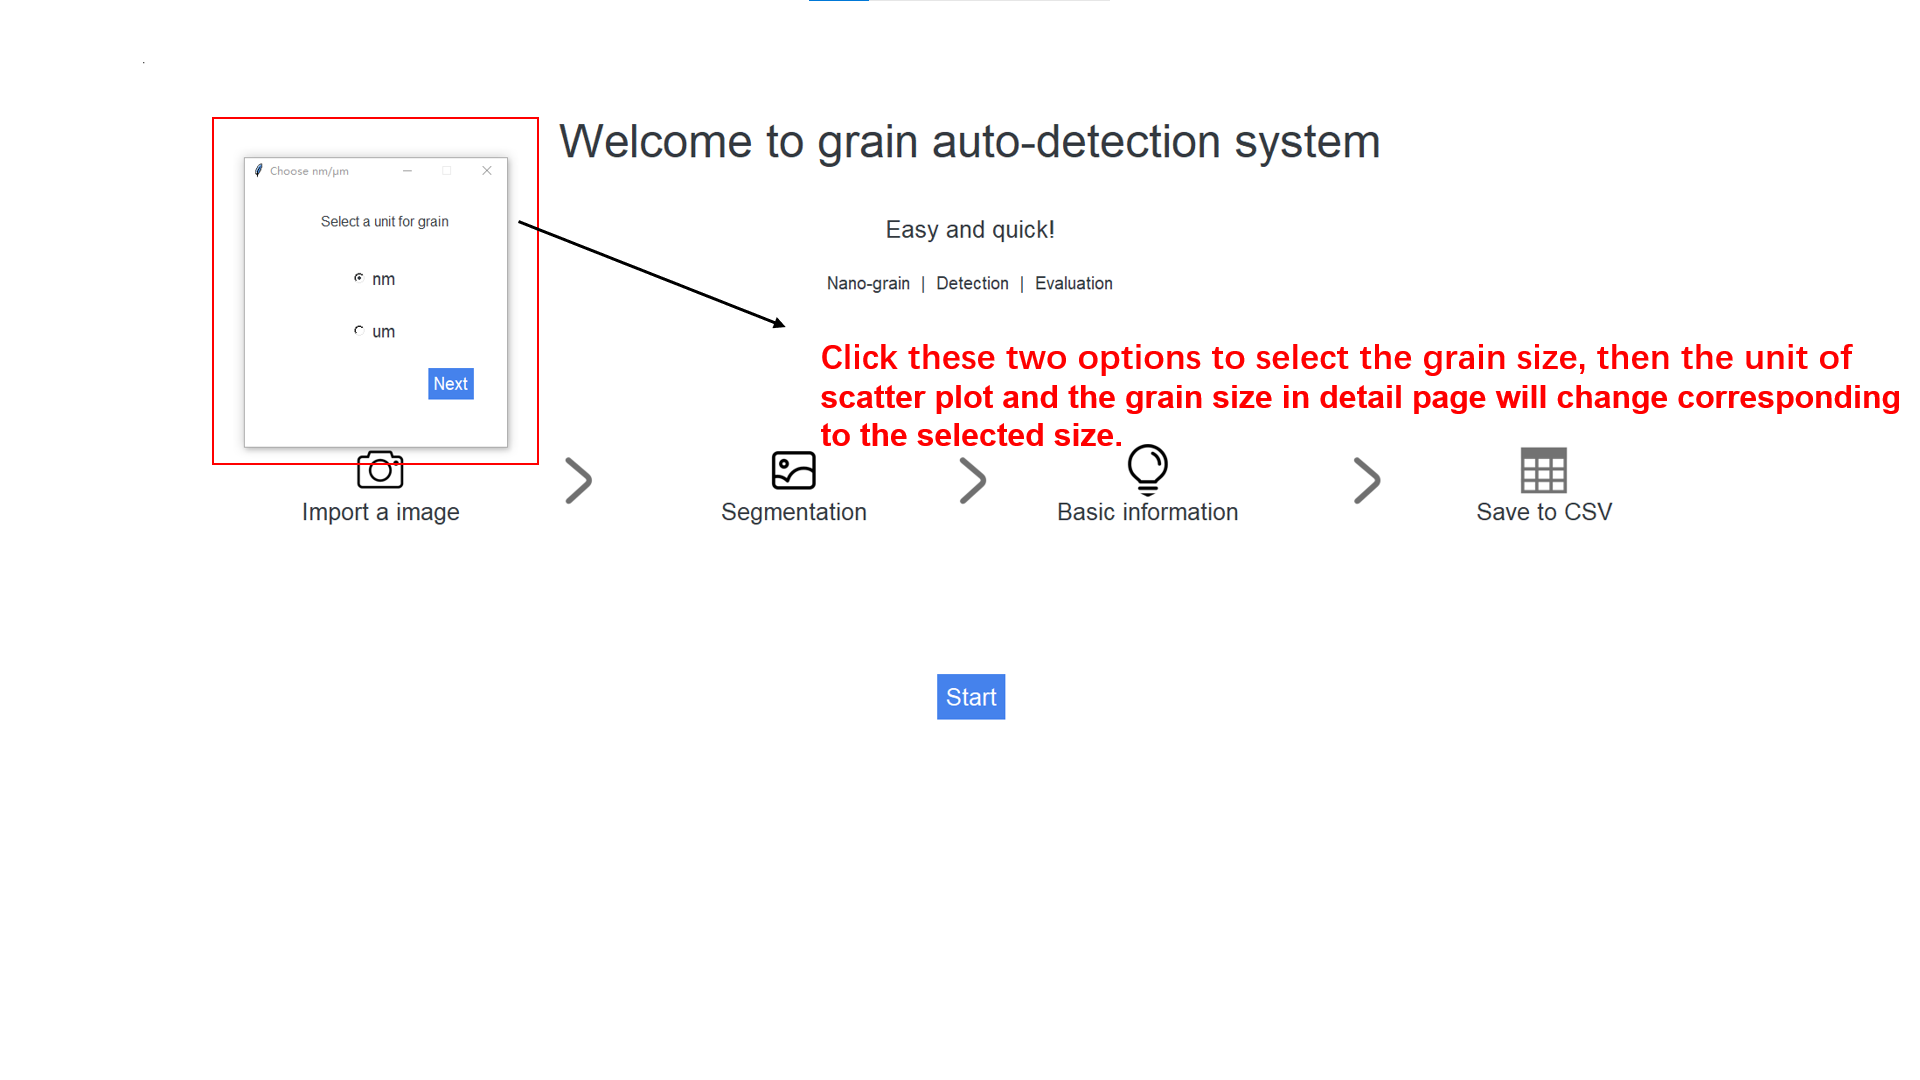 Welcome to grain auto-detection system
Choose nm/μm
Select a unit for grain
nm
um
Next
Easy and quick!
Nano-grain | Detection | Evaluation
Click these two options to select the grain size, then the unit of
scatter plot and the grain size in detail page will change corresponding
to the selected size.
Import a image
Segmentation
Basic information
Save to CSV
Start